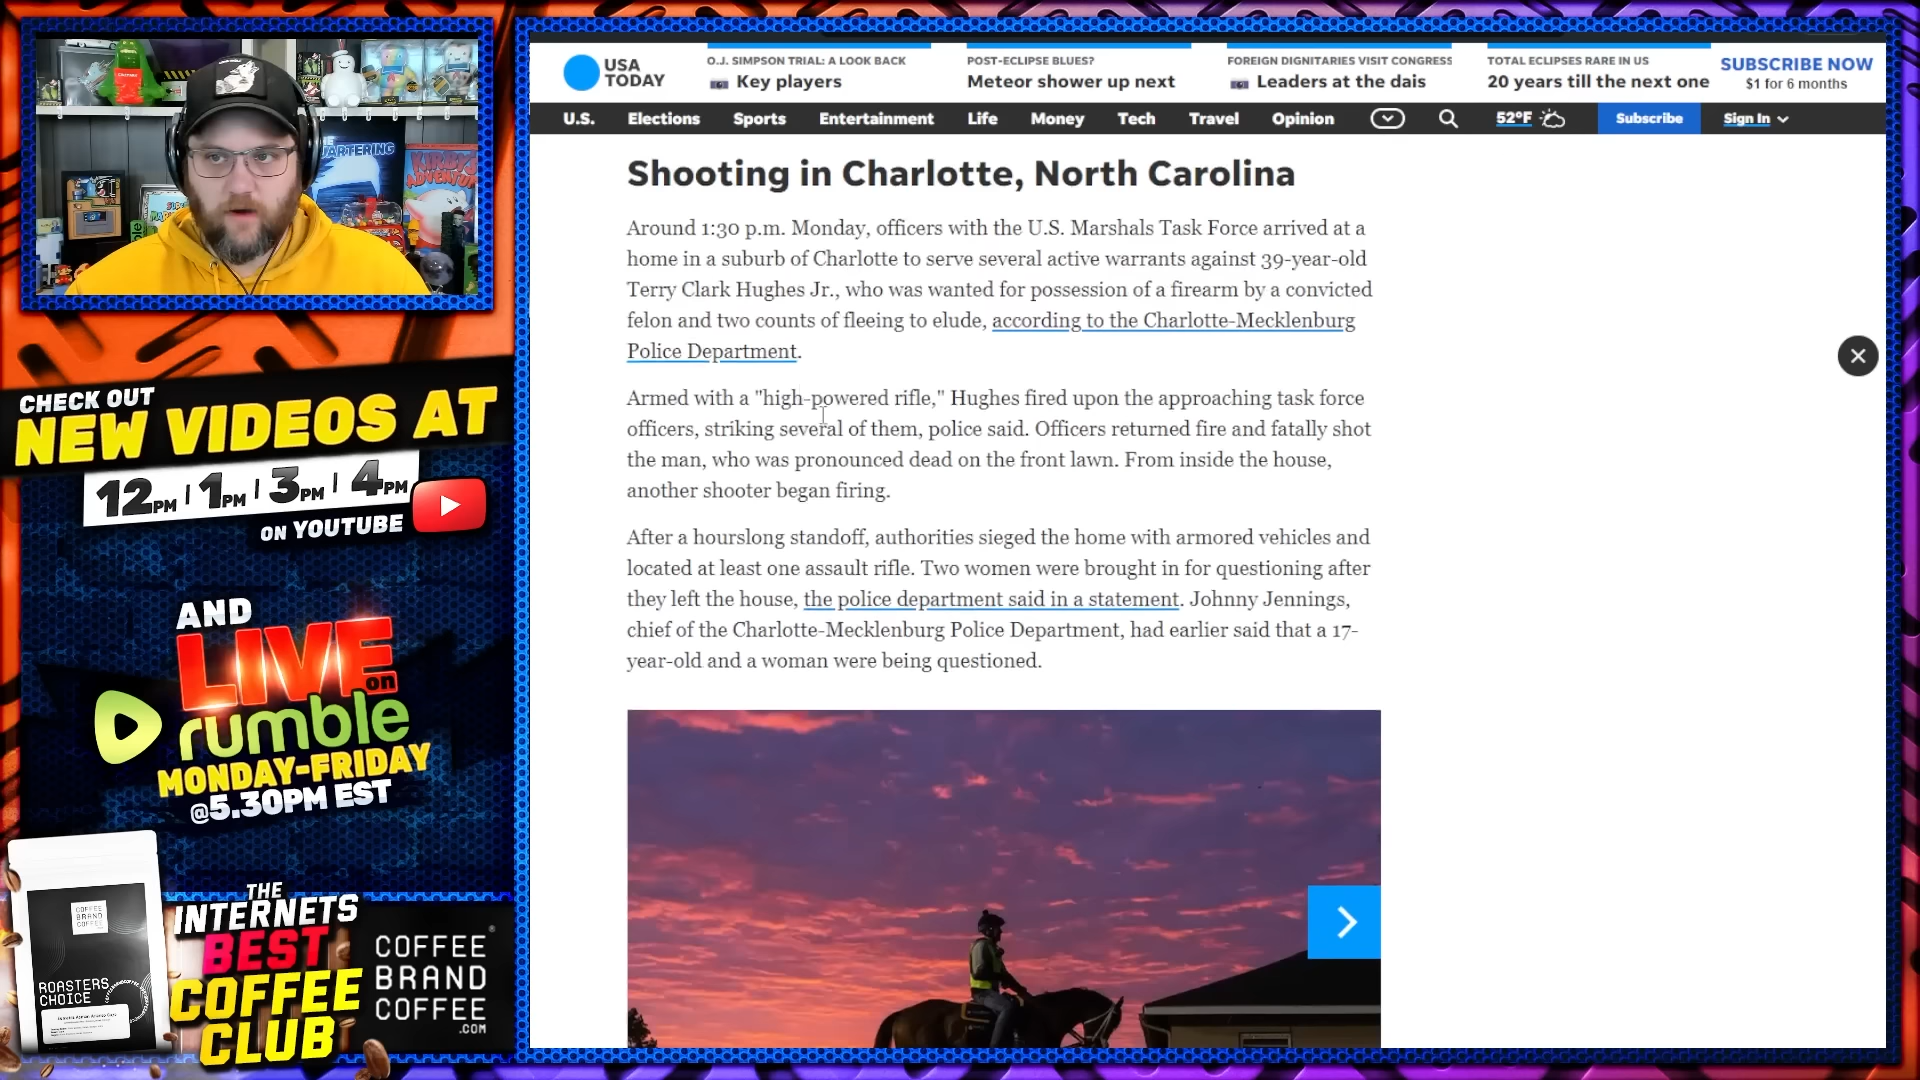 ARTERING
KIRBY'S
ADVENTURE
CHECK OUT
NEW VIDEOS AT
12PM | 1PM | 3PM | 4PM
ON YOUTUBE
AND
LIVE
on
rumble
MONDAY-FRIDAY
@5.30PM EST
COFFEE
BRAND
COFFEE
ROASTERS
CHOICE
THE
INTERNETS
BEST
COFFEE
CLUB
COFFEE
BRAND
COFFEE
.COM
USA
TODAY
O.J. SIMPSON TRIAL: A LOOK BACK
Key players
POST-ECLIPSE BLUES?
Meteor shower up next
FOREIGN DIGNITARIES VISIT CONGRESS
Leaders at the dais
TOTAL ECLIPSES RARE IN US
20 years till the next one
SUBSCRIBE NOW
$1 for 6 months
U.S. Elections Sports Entertainment Life Money Tech Travel Opinion 52°F Subscribe Sign In
Shooting in Charlotte, North Carolina
Around 1:30 p.m. Monday, officers with the U.S. Marshals Task Force arrived at a
home in a suburb of Charlotte to serve several active warrants against 39-year-old
Terry Clark Hughes Jr., who was wanted for possession of a firearm by a convicted
felon and two counts of fleeing to elude, according to the Charlotte-Mecklenburg
Police Department.
Armed with a "high-powered rifle," Hughes fired upon the approaching task force
officers, striking several of them, police said. Officers returned fire and fatally shot
the man, who was pronounced dead on the front lawn. From inside the house,
another shooter began firing.
After a hourslong standoff, authorities sieged the home with armored vehicles and
located at least one assault rifle. Two women were brought in for questioning after
they left the house, the police department said in a statement. Johnny Jennings,
chief of the Charlotte-Mecklenburg Police Department, had earlier said that a 17-
year-old and a woman were being questioned.